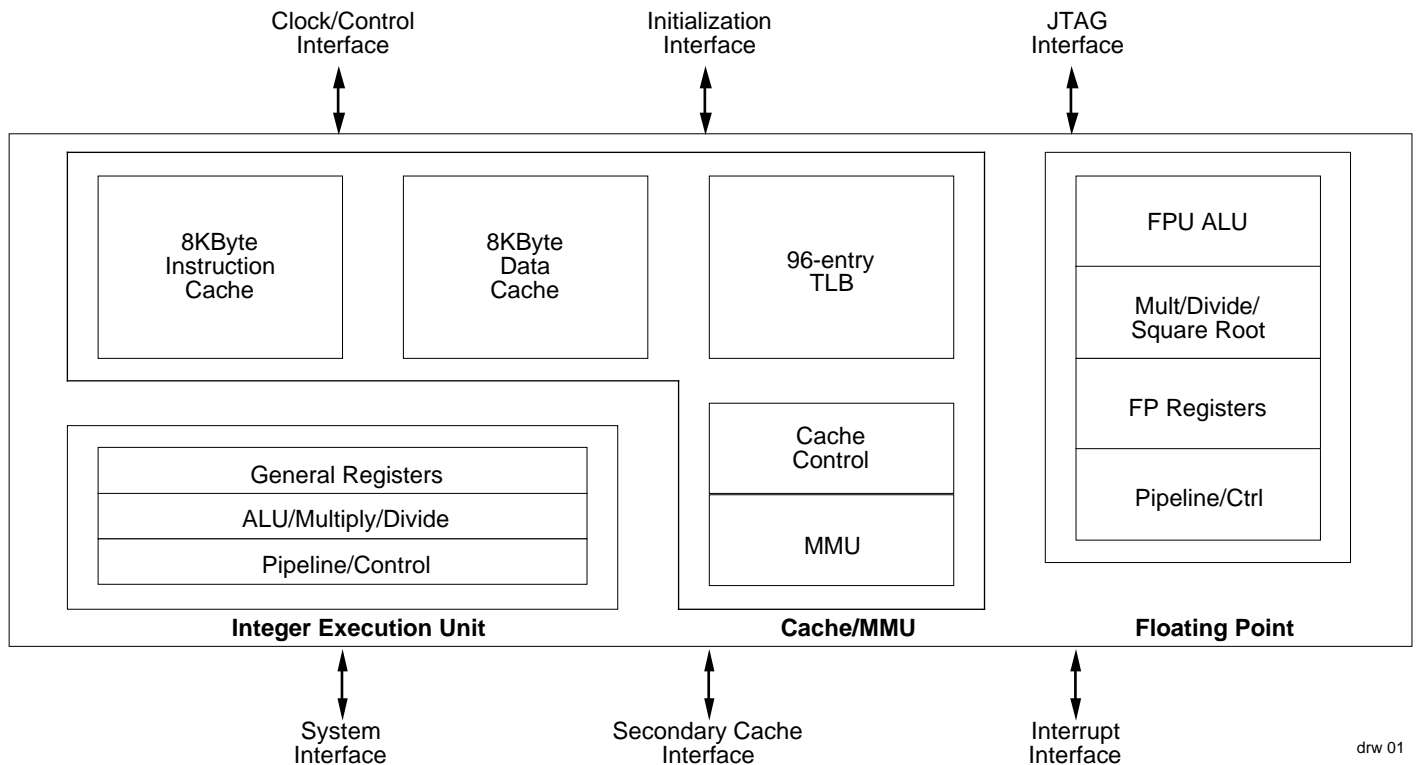 Clock/Control
Interface
Initialization
Interface
JTAG
Interface
8KByte
Instruction
Cache
8KByte
Data
Cache
96-entry
TLB
FPU ALU
Mult/Divide/
Square Root
FP Registers
Pipeline/Ctrl
Cache
Control
MMU
General Registers
ALU/Multiply/Divide
Pipeline/Control
Integer Execution Unit
Cache/MMU
Floating Point
System
Interface
Secondary Cache
Interface
Interrupt
Interface
drw 01